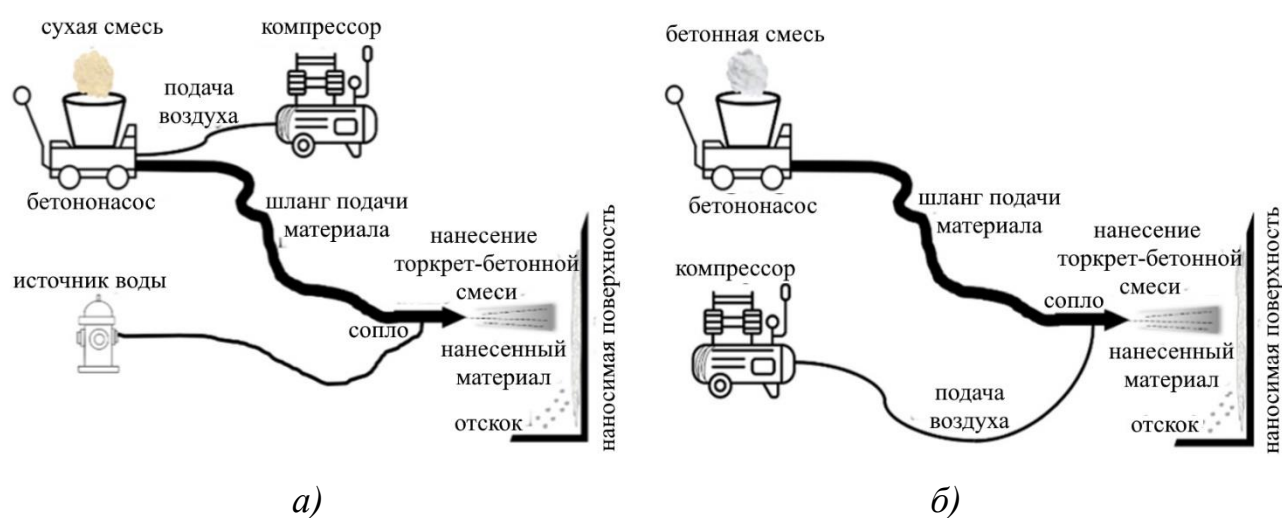 сухая смесь
компрессор
подача
воздуха
бетононасос
шланг подачи
материала
нанесение
торкрет-бетонной
смеси
источник воды
сопло
нанесенный
материал
отскок
наносимая поверхность
а)
бетонная смесь
бетононасос
шланг подачи
материала
нанесение
торкрет-бетонной
смеси
компрессор
сопло
нанесенный
материал
подача
воздуха
отскок
наносимая поверхность
б)